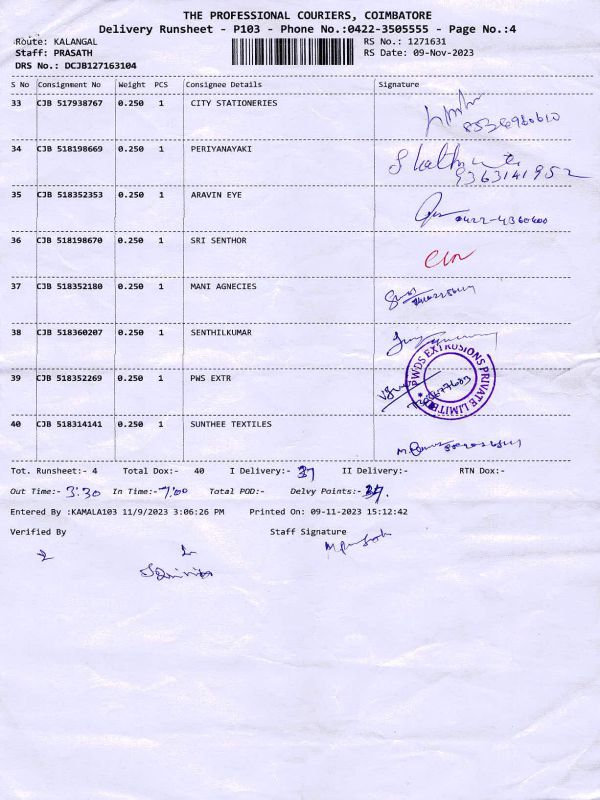 THE PROFESSIONAL COURIERS, COIMBATORE
Delivery Runsheet - P103 - Phone No.:0422-3505555 - Page No.:4
Route: KALANGAL RS No.: 1271631
Staff: PRASATH RS Date: 09-Nov-2023
DRS No.: DCJB127163104
S No Consignment No Weight PCS Consignee Details Signature
33 CJB 517938767 0.250 1 CITY STATIONERIES
34 CJB 518198669 0.250 1 PERIYANAYAKI
9363141952
35 CJB 518352353 0.250 1 ARAVIN EYE
0422-4360400
36 CJB 518198670 0.250 1 SRI SENTHOR
37 CJB 518352180 0.250 1 MANI AGNECIES
38 CJB 518360207 0.250 1 SENTHILKUMAR
39 CJB 518352269 0.250 1 PWS EXTR
PWDS EXTRUSIONS PRIVATE LIMITED
40 CJB 518314141 0.250 1 SUNTHEE TEXTILES
Tot. Runsheet:- 4 Total Dox:- 40 I Delivery:- 37 II Delivery:- RTN Dox:-
Out Time:- 3:30 In Time:- 7:00 Total POD:- Delvy Points:- 37.
Entered By :KAMALA103 11/9/2023 3:06:26 PM Printed On: 09-11-2023 15:12:42
Verified By Staff Signature